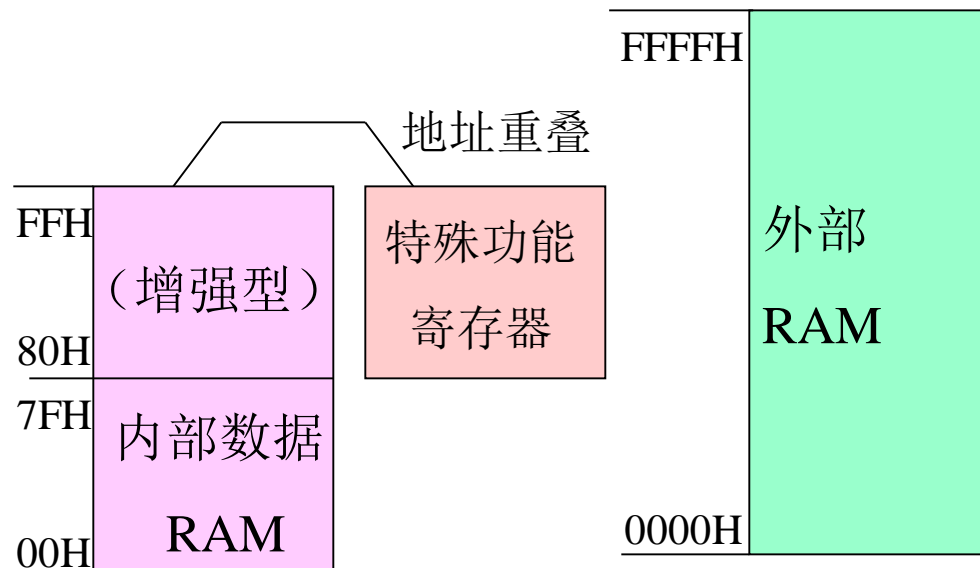 FFFFH
地址重叠
FFH
（增强型）
80H
特殊功能
寄存器
7FH
内部数据
RAM
00H
外部
RAM
0000H